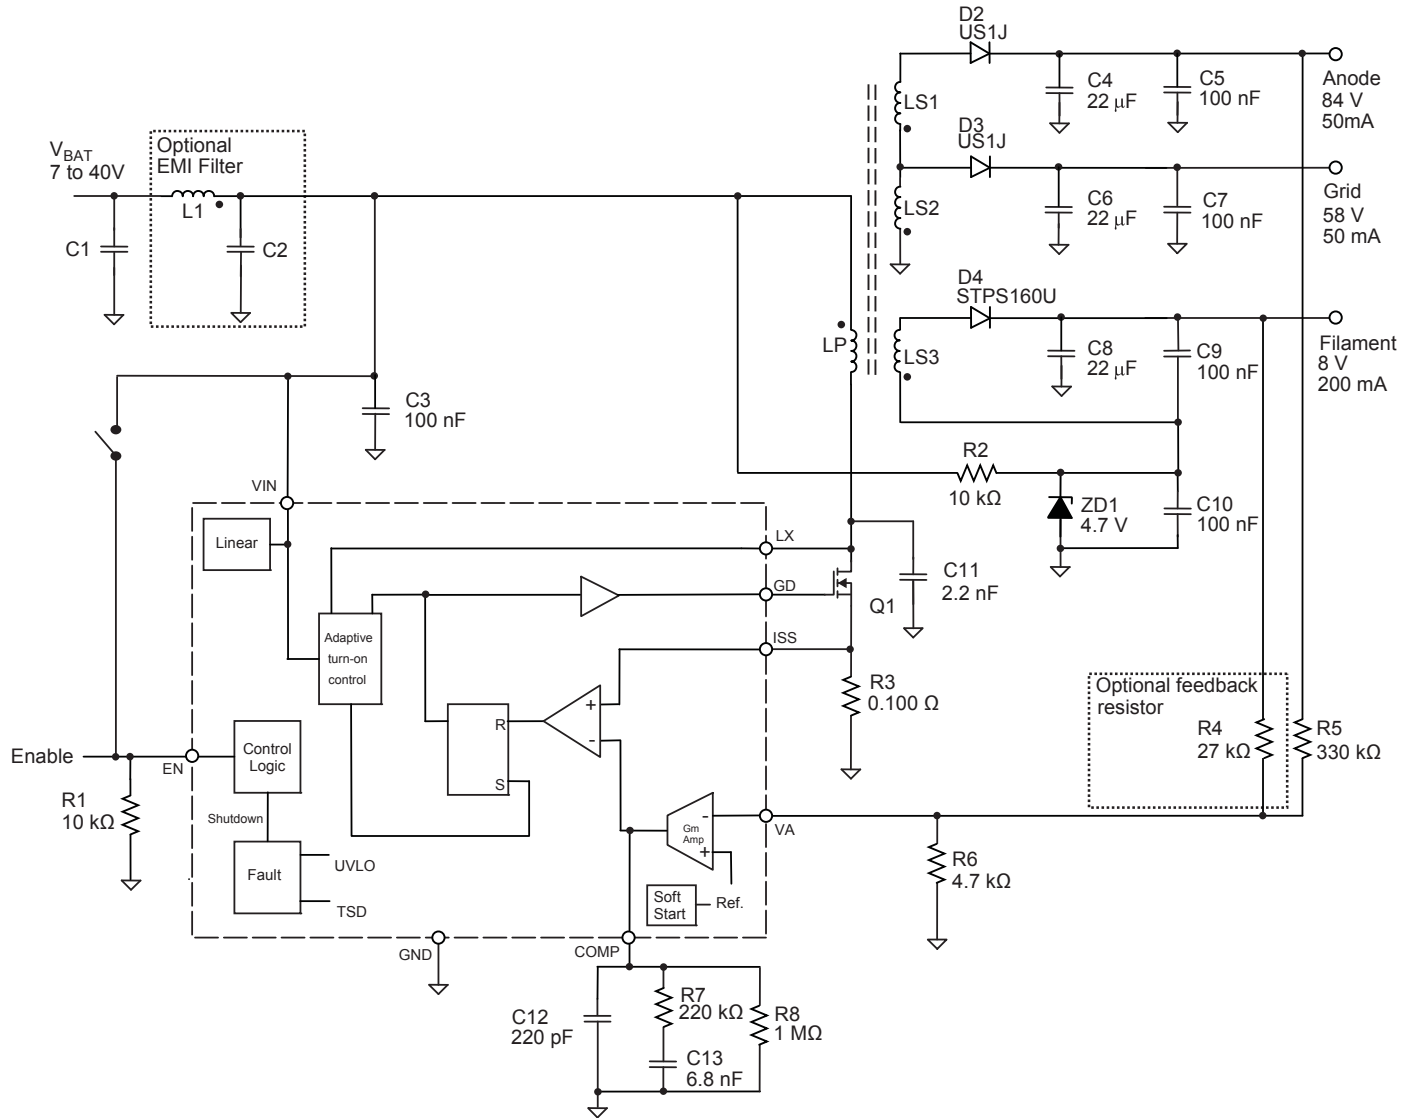 D2
US1J
LS1
C4
22 µF
C5
100 nF
Anode
84 V
50mA
D3
US1J
LS2
C6
22 µF
C7
100 nF
Grid
58 V
50 mA
VBAT
7 to 40V
Optional
EMI Filter
L1
C1
C2
D4
STPS160U
LP
LS3
C8
22 µF
C9
100 nF
Filament
8 V
200 mA
C3
100 nF
R2
10 kΩ
ZD1
4.7 V
C10
100 nF
VIN
Linear
LX
GD
ISS
Q1
C11
2.2 nF
Adaptive
turn-on
control
R3
0.100 Ω
Optional feedback
resistor
R4
27 kΩ
R5
330 kΩ
R
S
+
-
Enable
EN
Control
Logic
R1
10 kΩ
Shutdown
Fault
UVLO
TSD
Gm
Amp
-
+
VA
R6
4.7 kΩ
Soft
Start
Ref.
GND
COMP
C12
220 pF
R7
220 kΩ
R8
1 MΩ
C13
6.8 nF